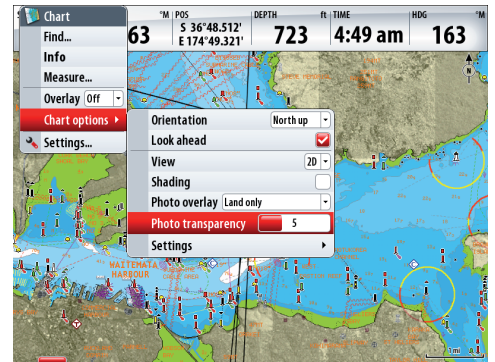 Chart
Find...
Info
Measure...
Overlay Off
Chart options
Settings...
°M
63
POS
S 36°48.512'
E 174°49.321'
DEPTH ft
723
TIME
4:49 am
HDG °M
163
N
Orientation North up
Look ahead
View 2D
Shading
Photo overlay Land only
Photo transparency 5
Settings
WAITEMATA
HARBOUR
1mi